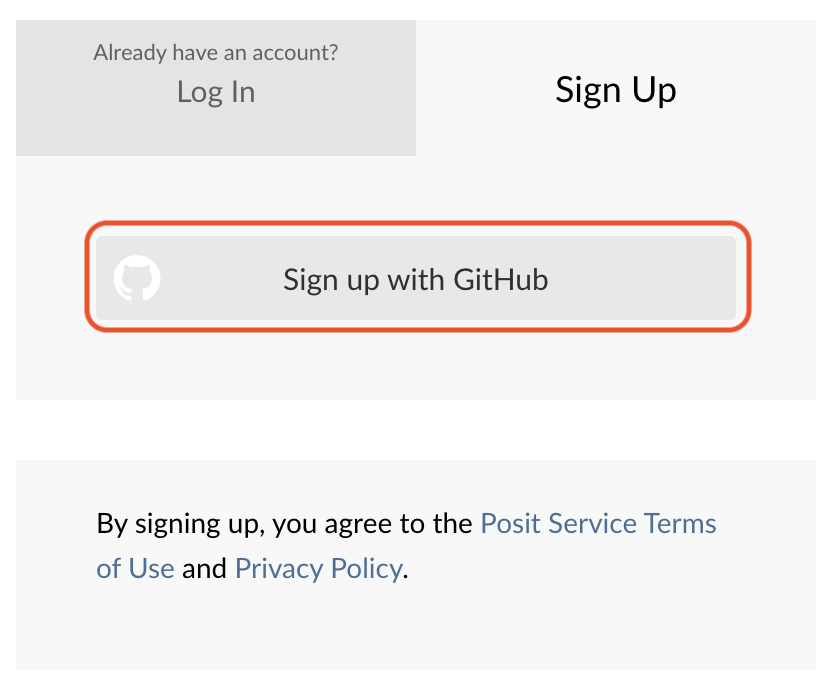 Already have an account?
Log In
Sign Up
Sign up with GitHub
By signing up, you agree to the Posit Service Terms
of Use and Privacy Policy.